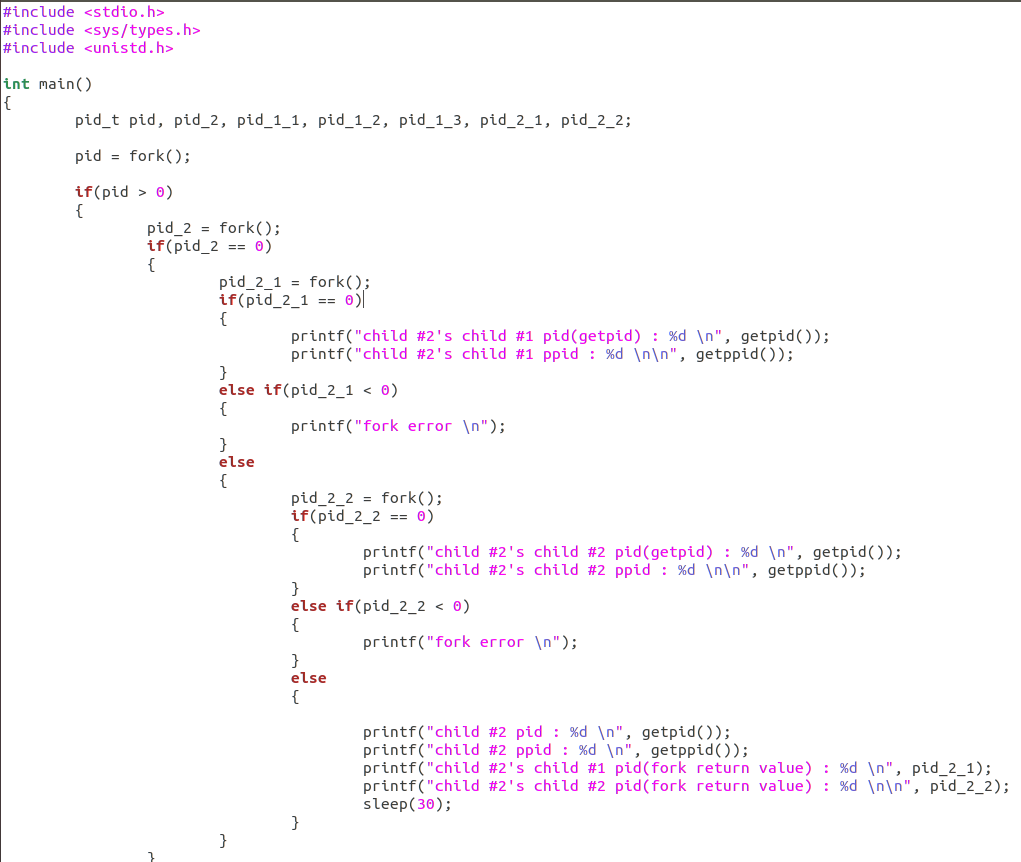 #include <stdio.h>
#include <sys/types.h>
#include <unistd.h>

int main()
{
        pid_t pid, pid_2, pid_1_1, pid_1_2, pid_1_3, pid_2_1, pid_2_2;

        pid = fork();

        if(pid > 0)
        {
                pid_2 = fork();
                if(pid_2 == 0)
                {
                        pid_2_1 = fork();
                        if(pid_2_1 == 0)
                        {
                                printf("child #2's child #1 pid(getpid) : %d \n", getpid());
                                printf("child #2's child #1 ppid : %d \n\n", getppid());
                        }
                        else if(pid_2_1 < 0)
                        {
                                printf("fork error \n");
                        }
                        else
                        {
                                pid_2_2 = fork();
                                if(pid_2_2 == 0)
                                {
                                        printf("child #2's child #2 pid(getpid) : %d \n", getpid());
                                        printf("child #2's child #2 ppid : %d \n\n", getppid());
                                }
                                else if(pid_2_2 < 0)
                                {
                                        printf("fork error \n");
                                }
                                else
                                {

                                        printf("child #2 pid : %d \n", getpid());
                                        printf("child #2 ppid : %d \n", getppid());
                                        printf("child #2's child #1 pid(fork return value) : %d \n", pid_2_1);
                                        printf("child #2's child #2 pid(fork return value) : %d \n\n", pid_2_2);
                                        sleep(30);
                                }
                        }
                }